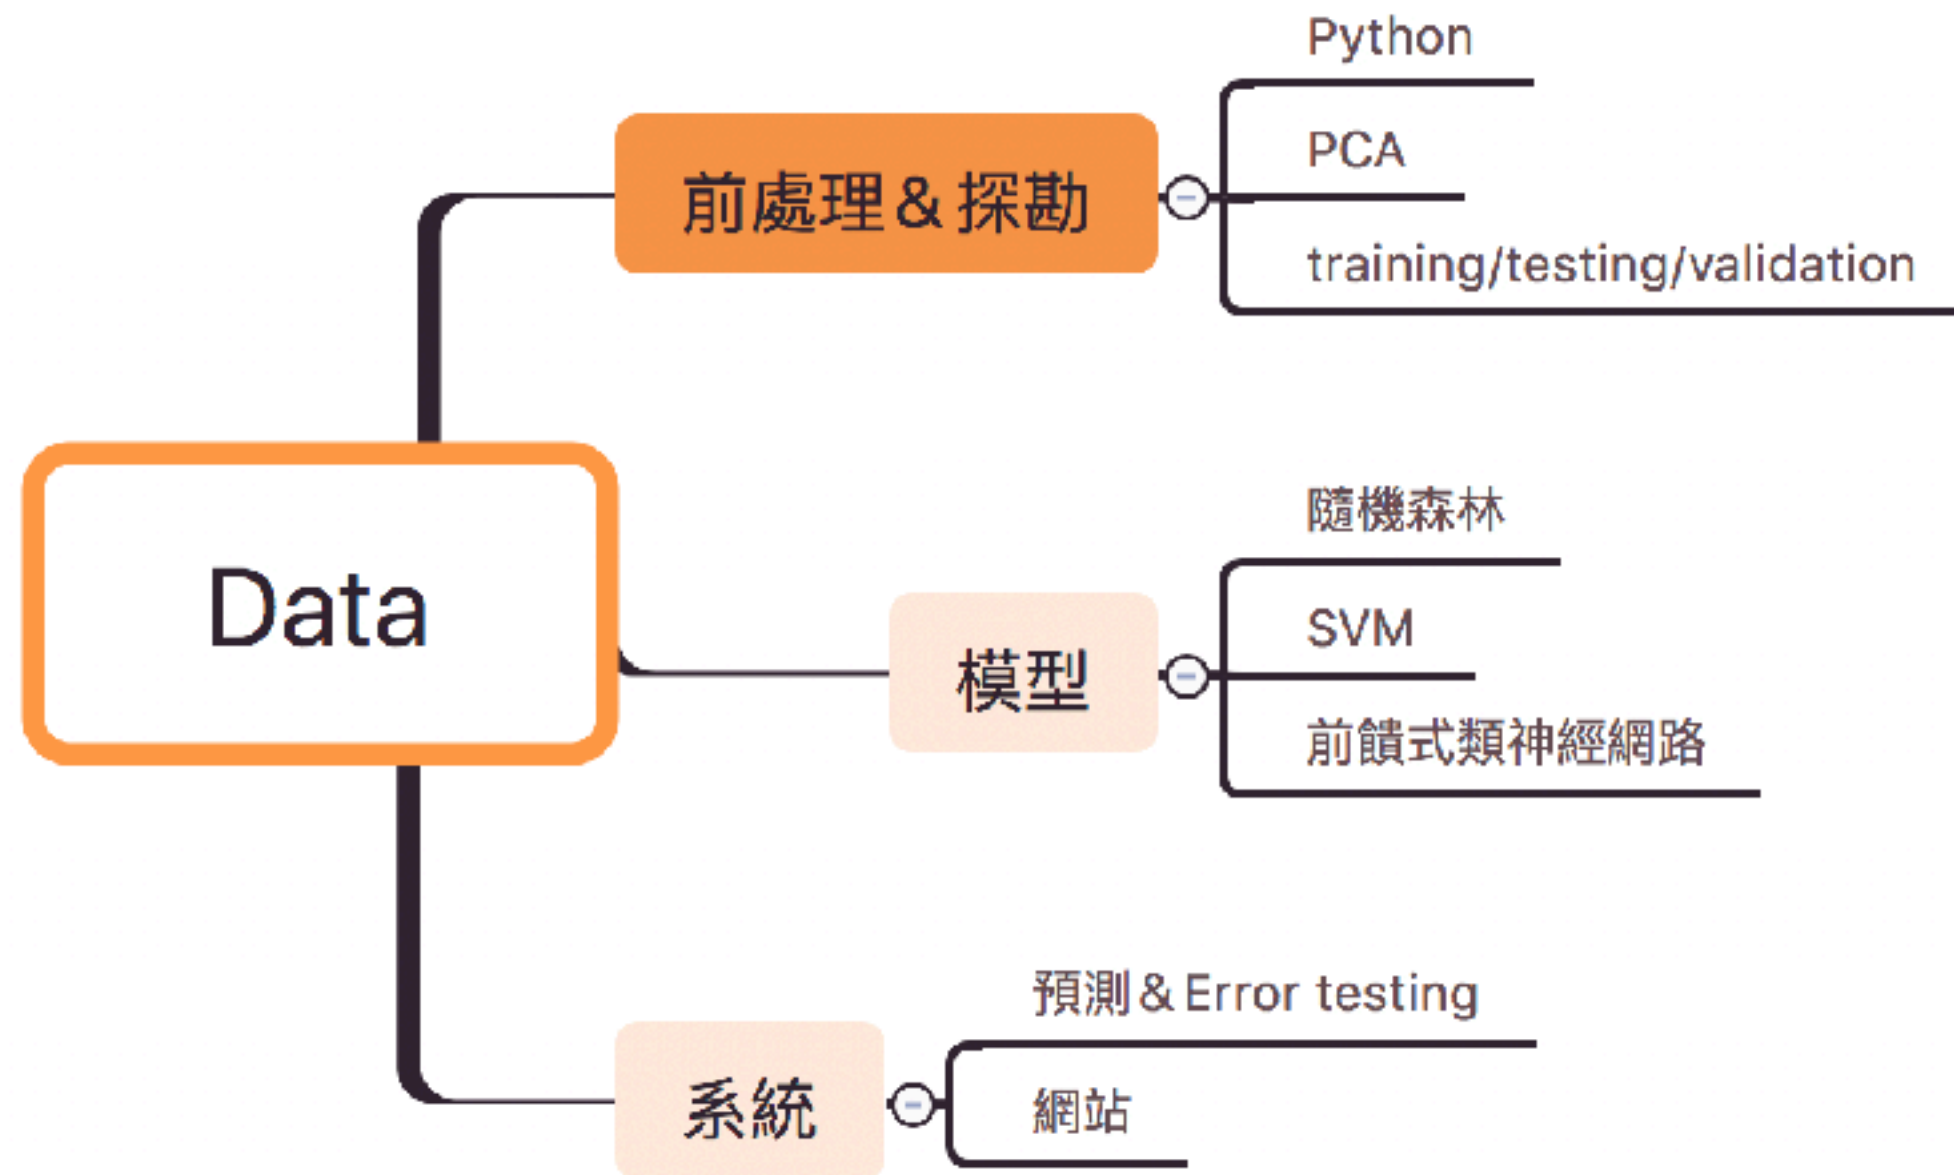 Data
前處理＆探勘
Python
PCA
training/testing/validation
模型
隨機森林
SVM
前饋式類神經網路
系統
預測＆Error testing
網站